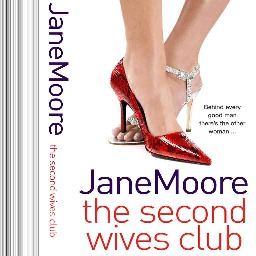 JaneMoore
the second wives club
Behind every
good man
there's the other
woman...
JaneMoore
the second
wives club